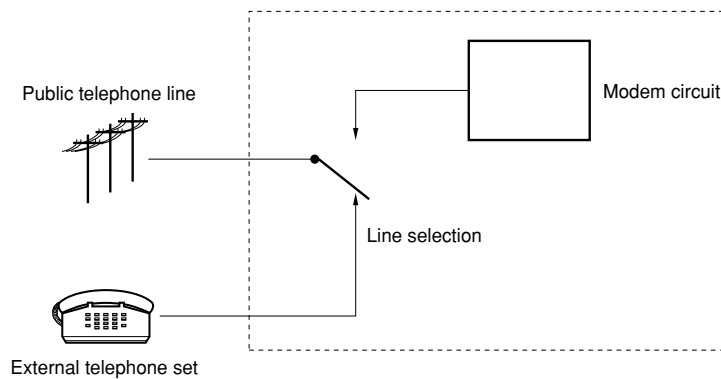 Public telephone line
Modem circuit
Line selection
External telephone set